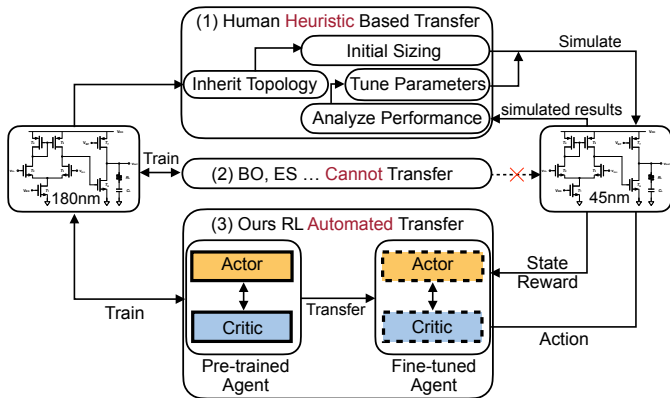 (1) Human Heuristic Based Transfer
Initial Sizing
Simulate
Inherit Topology
Tune Parameters
Analyze Performance
simulated results
180nm
Train
(2) BO, ES ... Cannot Transfer
45nm
(3) Ours RL Automated Transfer
Actor
Critic
Pre-trained
Agent
Train
Transfer
Actor
Critic
Fine-tuned
Agent
State
Reward
Action